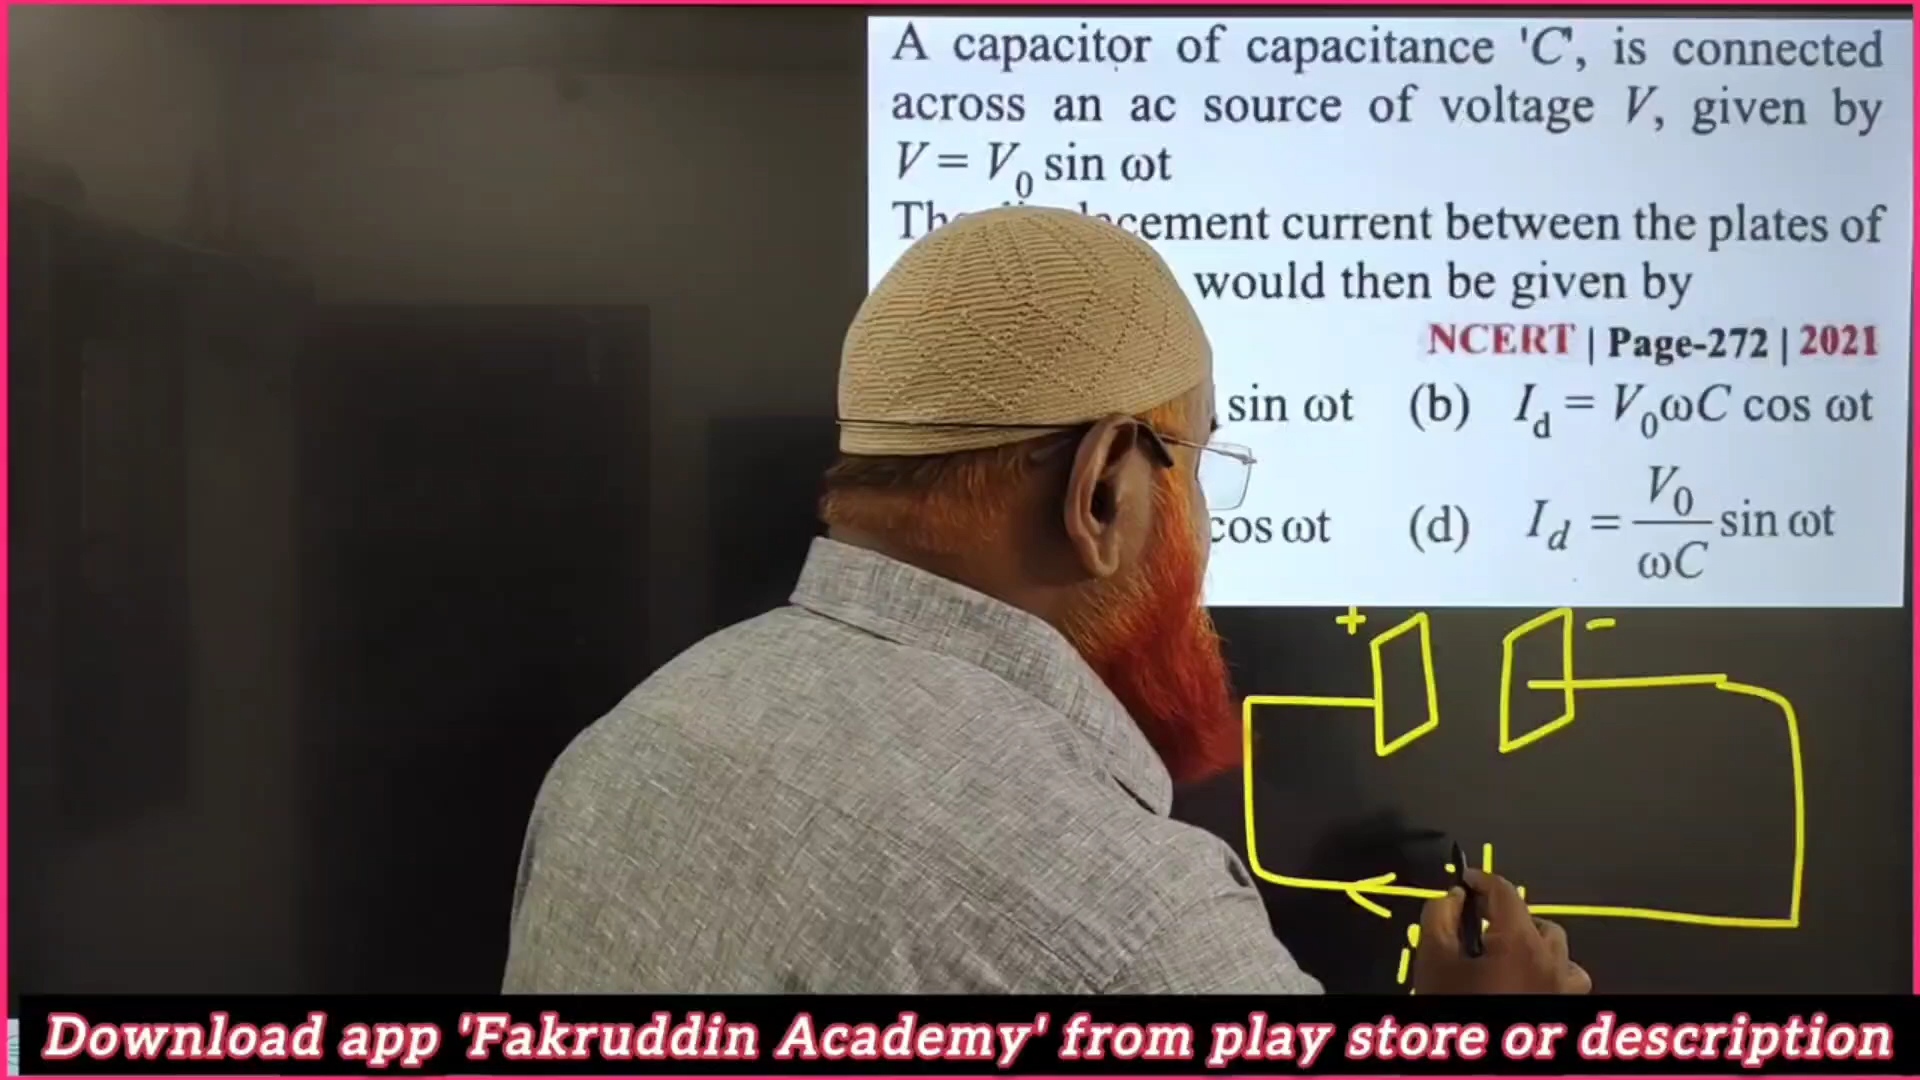 A capacitor of capacitance 'C', is connected
across an ac source of voltage V, given by
V = V₀ sin ωt
cement current between the plates of
would then be given by
NCERT | Page-272 | 2021
sin ωt (b) I_d = V₀ωC cos ωt
cos ωt (d) I_d = V₀/ωC sin ωt
+ -
i
Download app 'Fakruddin Academy' from play store or description